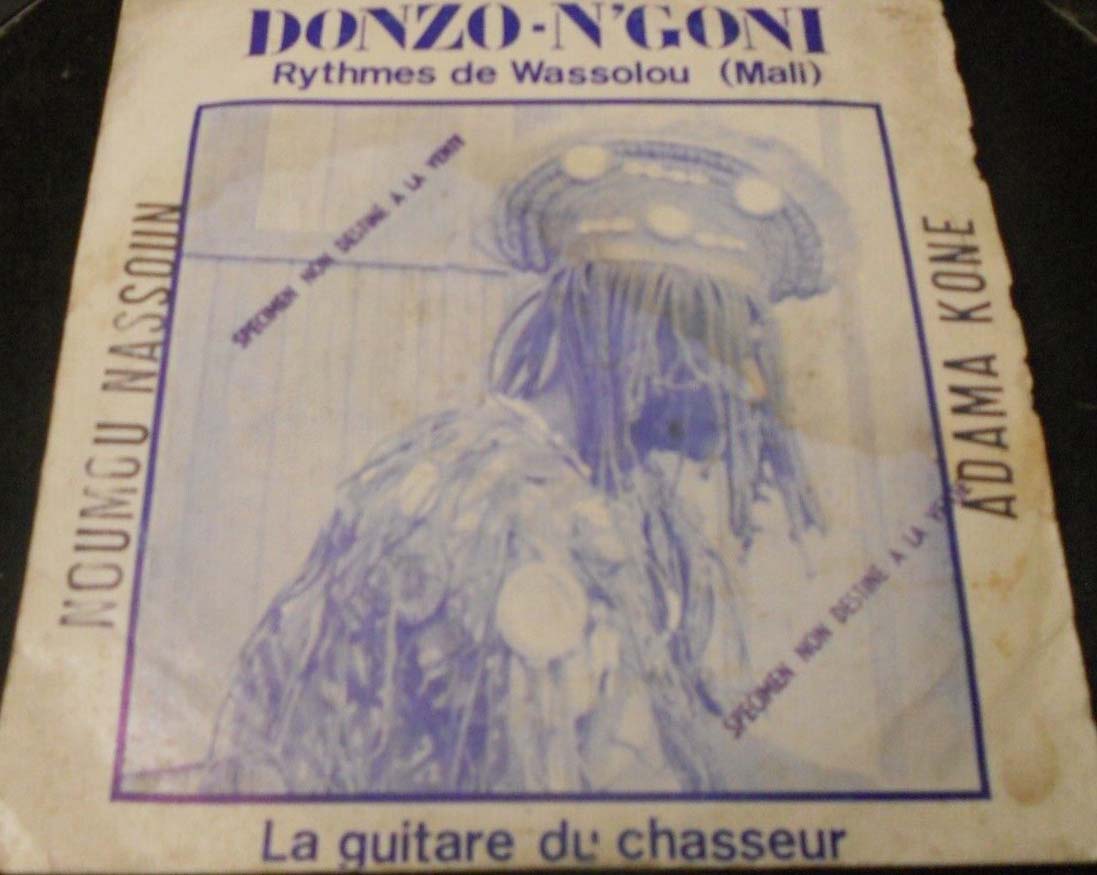 DONZO-N'GONI
Rythmes de Wassolou (Mali)
SPECIMEN NON DESTINE A LA VENTE
NOUMOU NASSOUN
ADAMA KONE
SPECIMEN NON DESTINE A LA VENTE
La guitare du chasseur